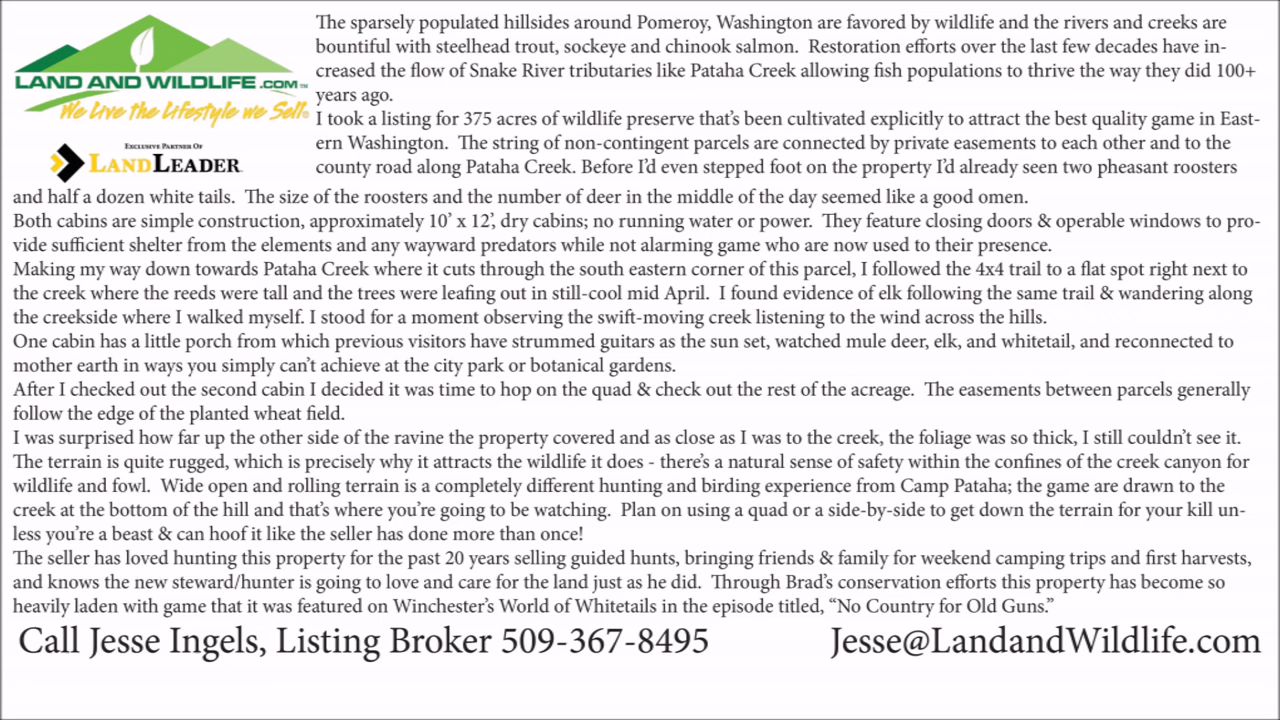 LAND AND WILDLIFE.COM™
We Live the Lifestyle we Sell®
EXCLUSIVE PARTNER OF
LANDLEADER
The sparsely populated hillsides around Pomeroy, Washington are favored by wildlife and the rivers and creeks are
bountiful with steelhead trout, sockeye and chinook salmon.  Restoration efforts over the last few decades have in-
creased the flow of Snake River tributaries like Pataha Creek allowing fish populations to thrive the way they did 100+
years ago.
I took a listing for 375 acres of wildlife preserve that's been cultivated explicitly to attract the best quality game in East-
ern Washington.  The string of non-contingent parcels are connected by private easements to each other and to the
county road along Pataha Creek. Before I'd even stepped foot on the property I'd already seen two pheasant roosters
and half a dozen white tails.  The size of the roosters and the number of deer in the middle of the day seemed like a good omen.
Both cabins are simple construction, approximately 10' x 12', dry cabins; no running water or power.  They feature closing doors & operable windows to pro-
vide sufficient shelter from the elements and any wayward predators while not alarming game who are now used to their presence.
Making my way down towards Pataha Creek where it cuts through the south eastern corner of this parcel, I followed the 4x4 trail to a flat spot right next to
the creek where the reeds were tall and the trees were leafing out in still-cool mid April.  I found evidence of elk following the same trail & wandering along
the creekside where I walked myself. I stood for a moment observing the swift-moving creek listening to the wind across the hills.
One cabin has a little porch from which previous visitors have strummed guitars as the sun set, watched mule deer, elk, and whitetail, and reconnected to
mother earth in ways you simply can't achieve at the city park or botanical gardens.
After I checked out the second cabin I decided it was time to hop on the quad & check out the rest of the acreage.  The easements between parcels generally
follow the edge of the planted wheat field.
I was surprised how far up the other side of the ravine the property covered and as close as I was to the creek, the foliage was so thick, I still couldn't see it.
The terrain is quite rugged, which is precisely why it attracts the wildlife it does - there's a natural sense of safety within the confines of the creek canyon for
wildlife and fowl.  Wide open and rolling terrain is a completely different hunting and birding experience from Camp Pataha; the game are drawn to the
creek at the bottom of the hill and that's where you're going to be watching.  Plan on using a quad or a side-by-side to get down the terrain for your kill un-
less you're a beast & can hoof it like the seller has done more than once!
The seller has loved hunting this property for the past 20 years selling guided hunts, bringing friends & family for weekend camping trips and first harvests,
and knows the new steward/hunter is going to love and care for the land just as he did.  Through Brad's conservation efforts this property has become so
heavily laden with game that it was featured on Winchester's World of Whitetails in the episode titled, "No Country for Old Guns."
Call Jesse Ingels, Listing Broker 509-367-8495
Jesse@LandandWildlife.com